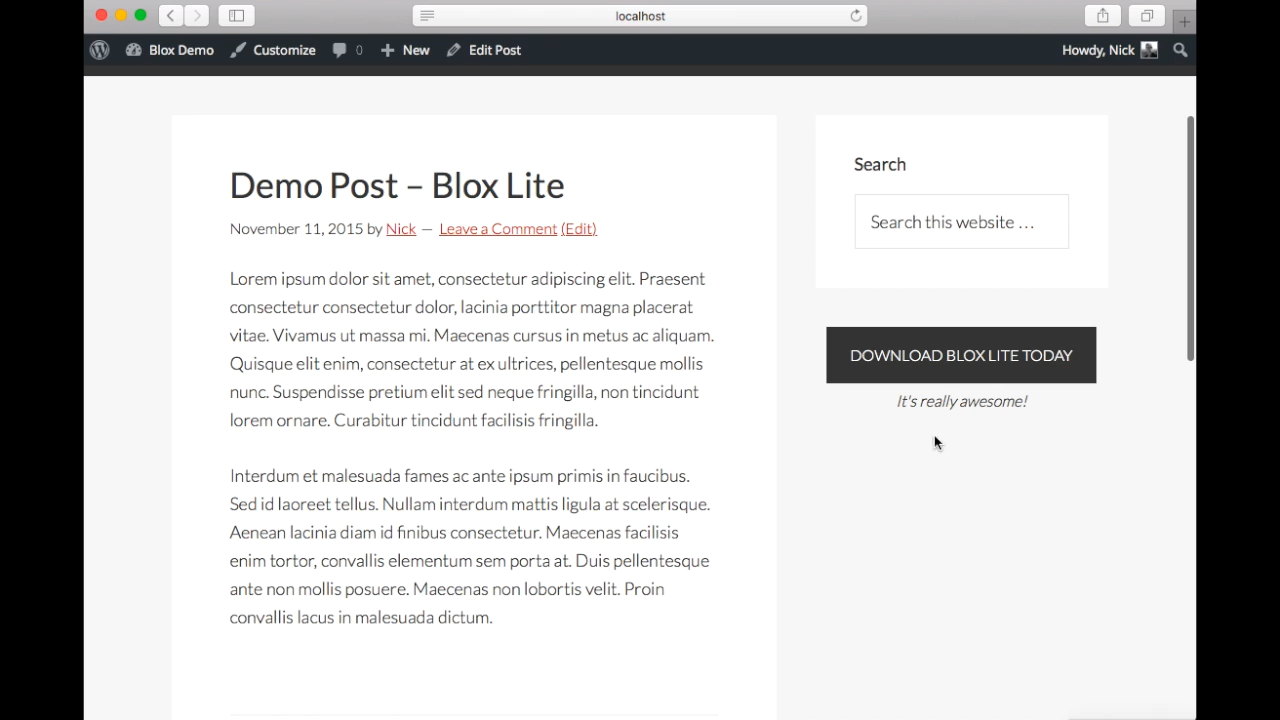 localhost
Blox Demo Customize 0 New Edit Post Howdy, Nick
Demo Post – Blox Lite
November 11, 2015 by Nick — Leave a Comment (Edit)
Lorem ipsum dolor sit amet, consectetur adipiscing elit. Praesent
consectetur consectetur dolor, lacinia porttitor magna placerat
vitae. Vivamus ut massa mi. Maecenas cursus in metus ac aliquam.
Quisque elit enim, consectetur at ex ultrices, pellentesque mollis
nunc. Suspendisse pretium elit sed neque fringilla, non tincidunt
lorem ornare. Curabitur tincidunt facilisis fringilla.
Interdum et malesuada fames ac ante ipsum primis in faucibus.
Sed id laoreet tellus. Nullam interdum mattis ligula at scelerisque.
Aenean lacinia diam id finibus consectetur. Maecenas facilisis
enim tortor, convallis elementum sem porta at. Duis pellentesque
ante non mollis posuere. Maecenas non lobortis velit. Proin
convallis lacus in malesuada dictum.
Search
Search this website …
DOWNLOAD BLOX LITE TODAY
It's really awesome!